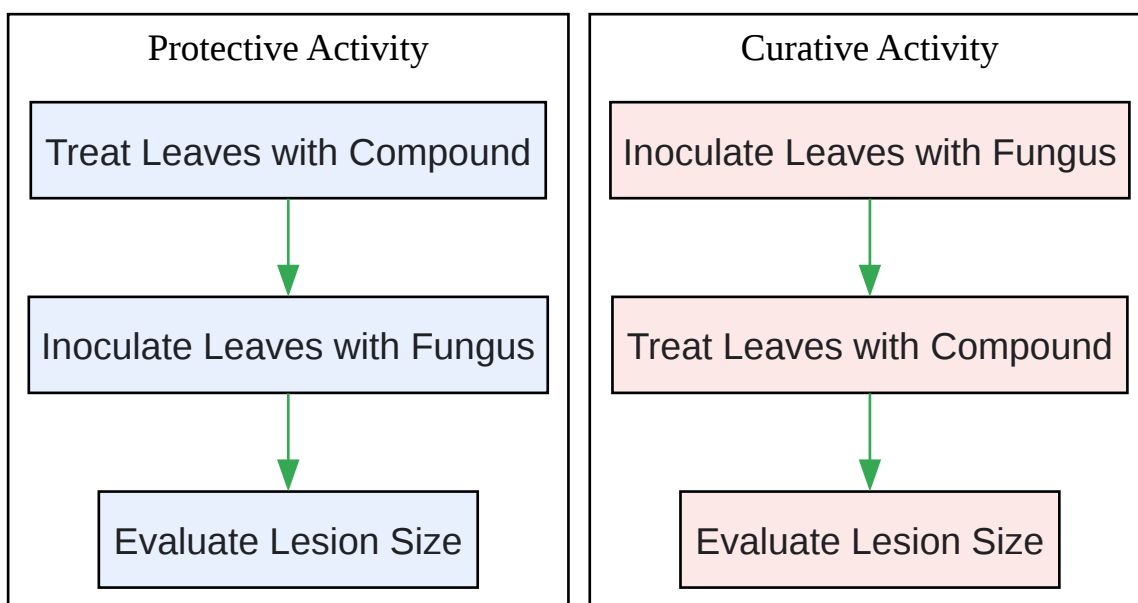 Protective Activity
Treat Leaves with Compound
Inoculate Leaves with Fungus
Evaluate Lesion Size
Curative Activity
Inoculate Leaves with Fungus
Treat Leaves with Compound
Evaluate Lesion Size